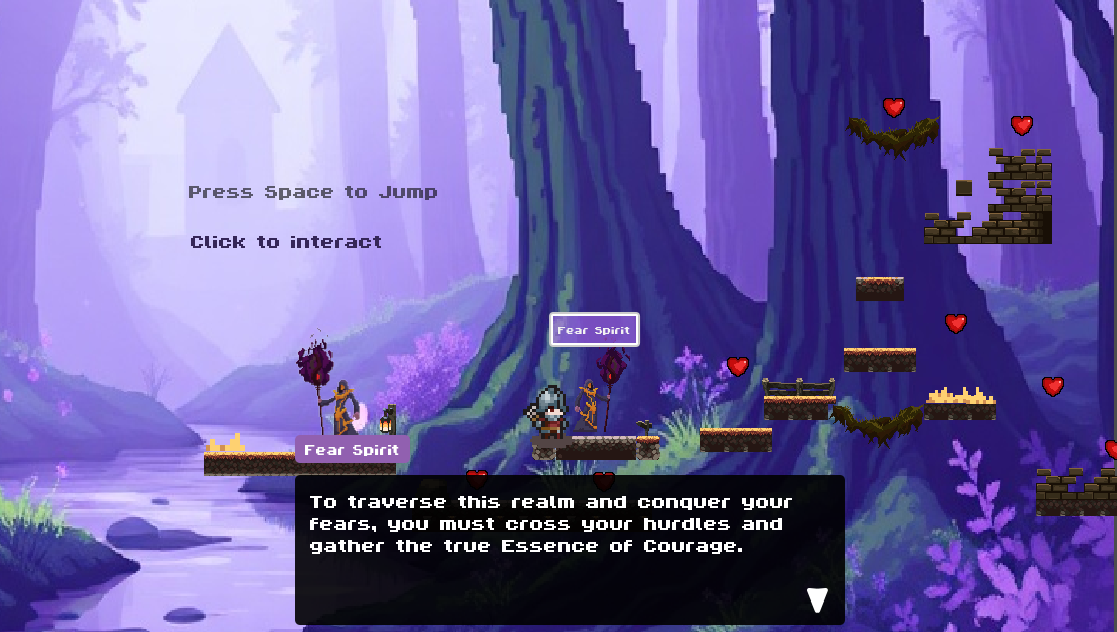 Press Space to Jump
Click to interact
Fear Spirit
Fear Spirit
To traverse this realm and conquer your
fears, you must cross your hurdles and
gather the true Essence of Courage.